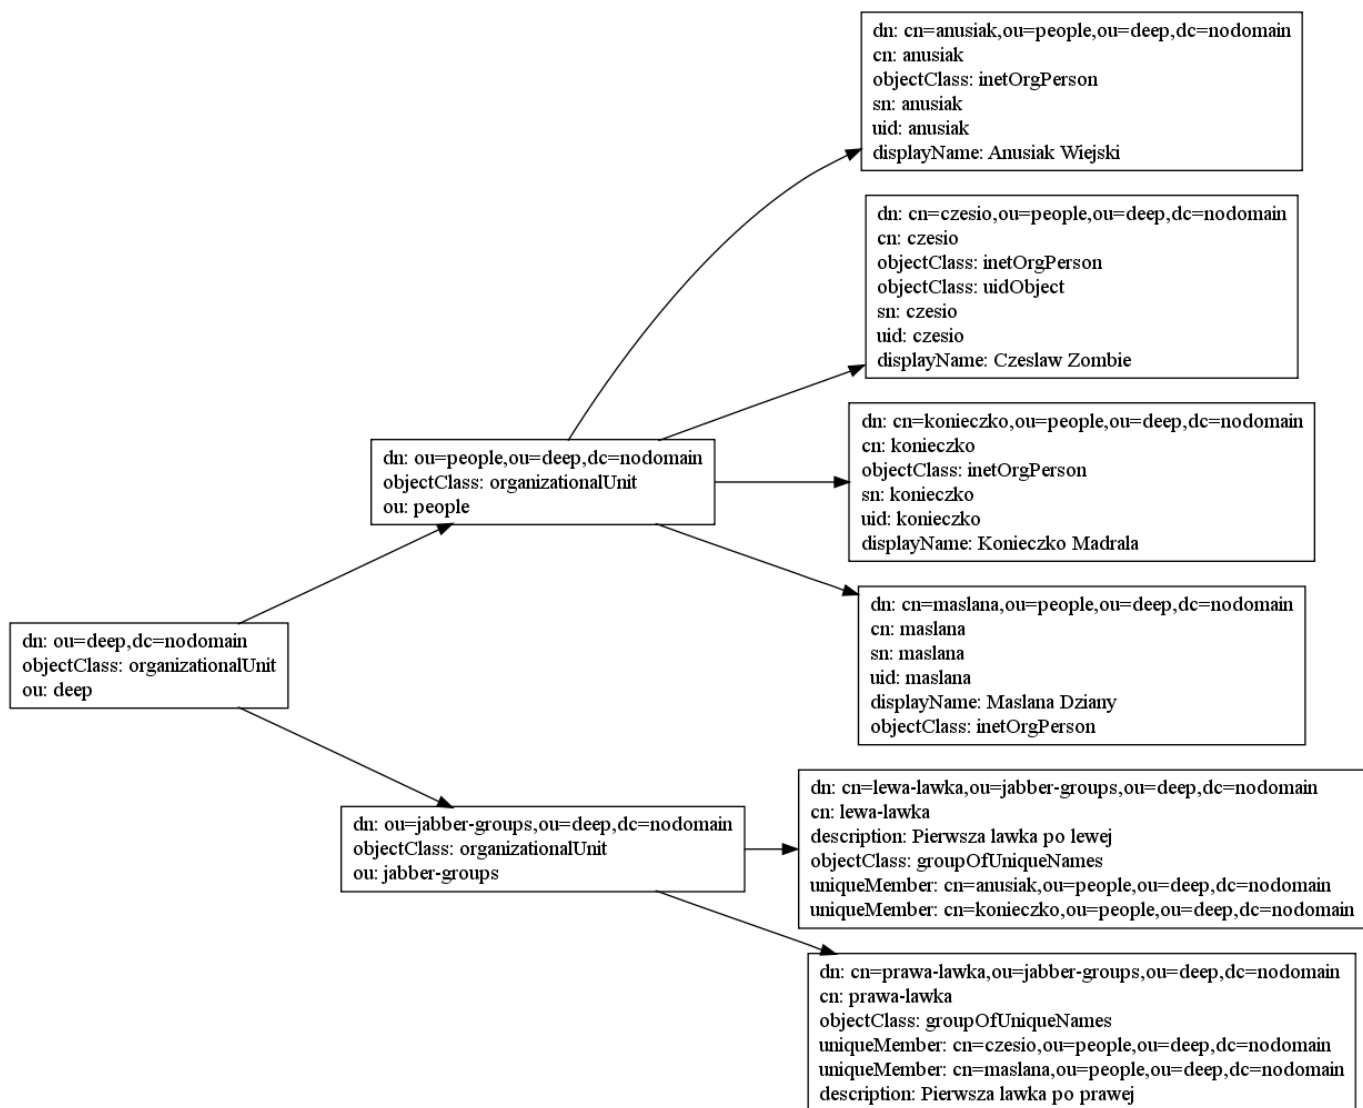 dn: cn=anusiak,ou=people,ou=deep,dc=nodomain
cn: anusiak
objectClass: inetOrgPerson
sn: anusiak
uid: anusiak
displayName: Anusiak Wiejski
dn: cn=czesio,ou=people,ou=deep,dc=nodomain
cn: czesio
objectClass: inetOrgPerson
objectClass: uidObject
sn: czesio
uid: czesio
displayName: Czeslaw Zombie
dn: ou=people,ou=deep,dc=nodomain
objectClass: organizationalUnit
ou: people
dn: cn=konieczko,ou=people,ou=deep,dc=nodomain
cn: konieczko
objectClass: inetOrgPerson
sn: konieczko
uid: konieczko
displayName: Konieczko Madrala
dn: cn=maslana,ou=people,ou=deep,dc=nodomain
cn: maslana
sn: maslana
uid: maslana
displayName: Maslana Dziany
objectClass: inetOrgPerson
dn: ou=deep,dc=nodomain
objectClass: organizationalUnit
ou: deep
dn: ou=jabber-groups,ou=deep,dc=nodomain
objectClass: organizationalUnit
ou: jabber-groups
dn: cn=lewa-lawka,ou=jabber-groups,ou=deep,dc=nodomain
cn: lewa-lawka
description: Pierwsza lawka po lewej
objectClass: groupOfUniqueNames
uniqueMember: cn=anusiak,ou=people,ou=deep,dc=nodomain
uniqueMember: cn=konieczko,ou=people,ou=deep,dc=nodomain
dn: cn=prawa-lawka,ou=jabber-groups,ou=deep,dc=nodomain
cn: prawa-lawka
objectClass: groupOfUniqueNames
uniqueMember: cn=czesio,ou=people,ou=deep,dc=nodomain
uniqueMember: cn=maslana,ou=people,ou=deep,dc=nodomain
description: Pierwsza lawka po prawej